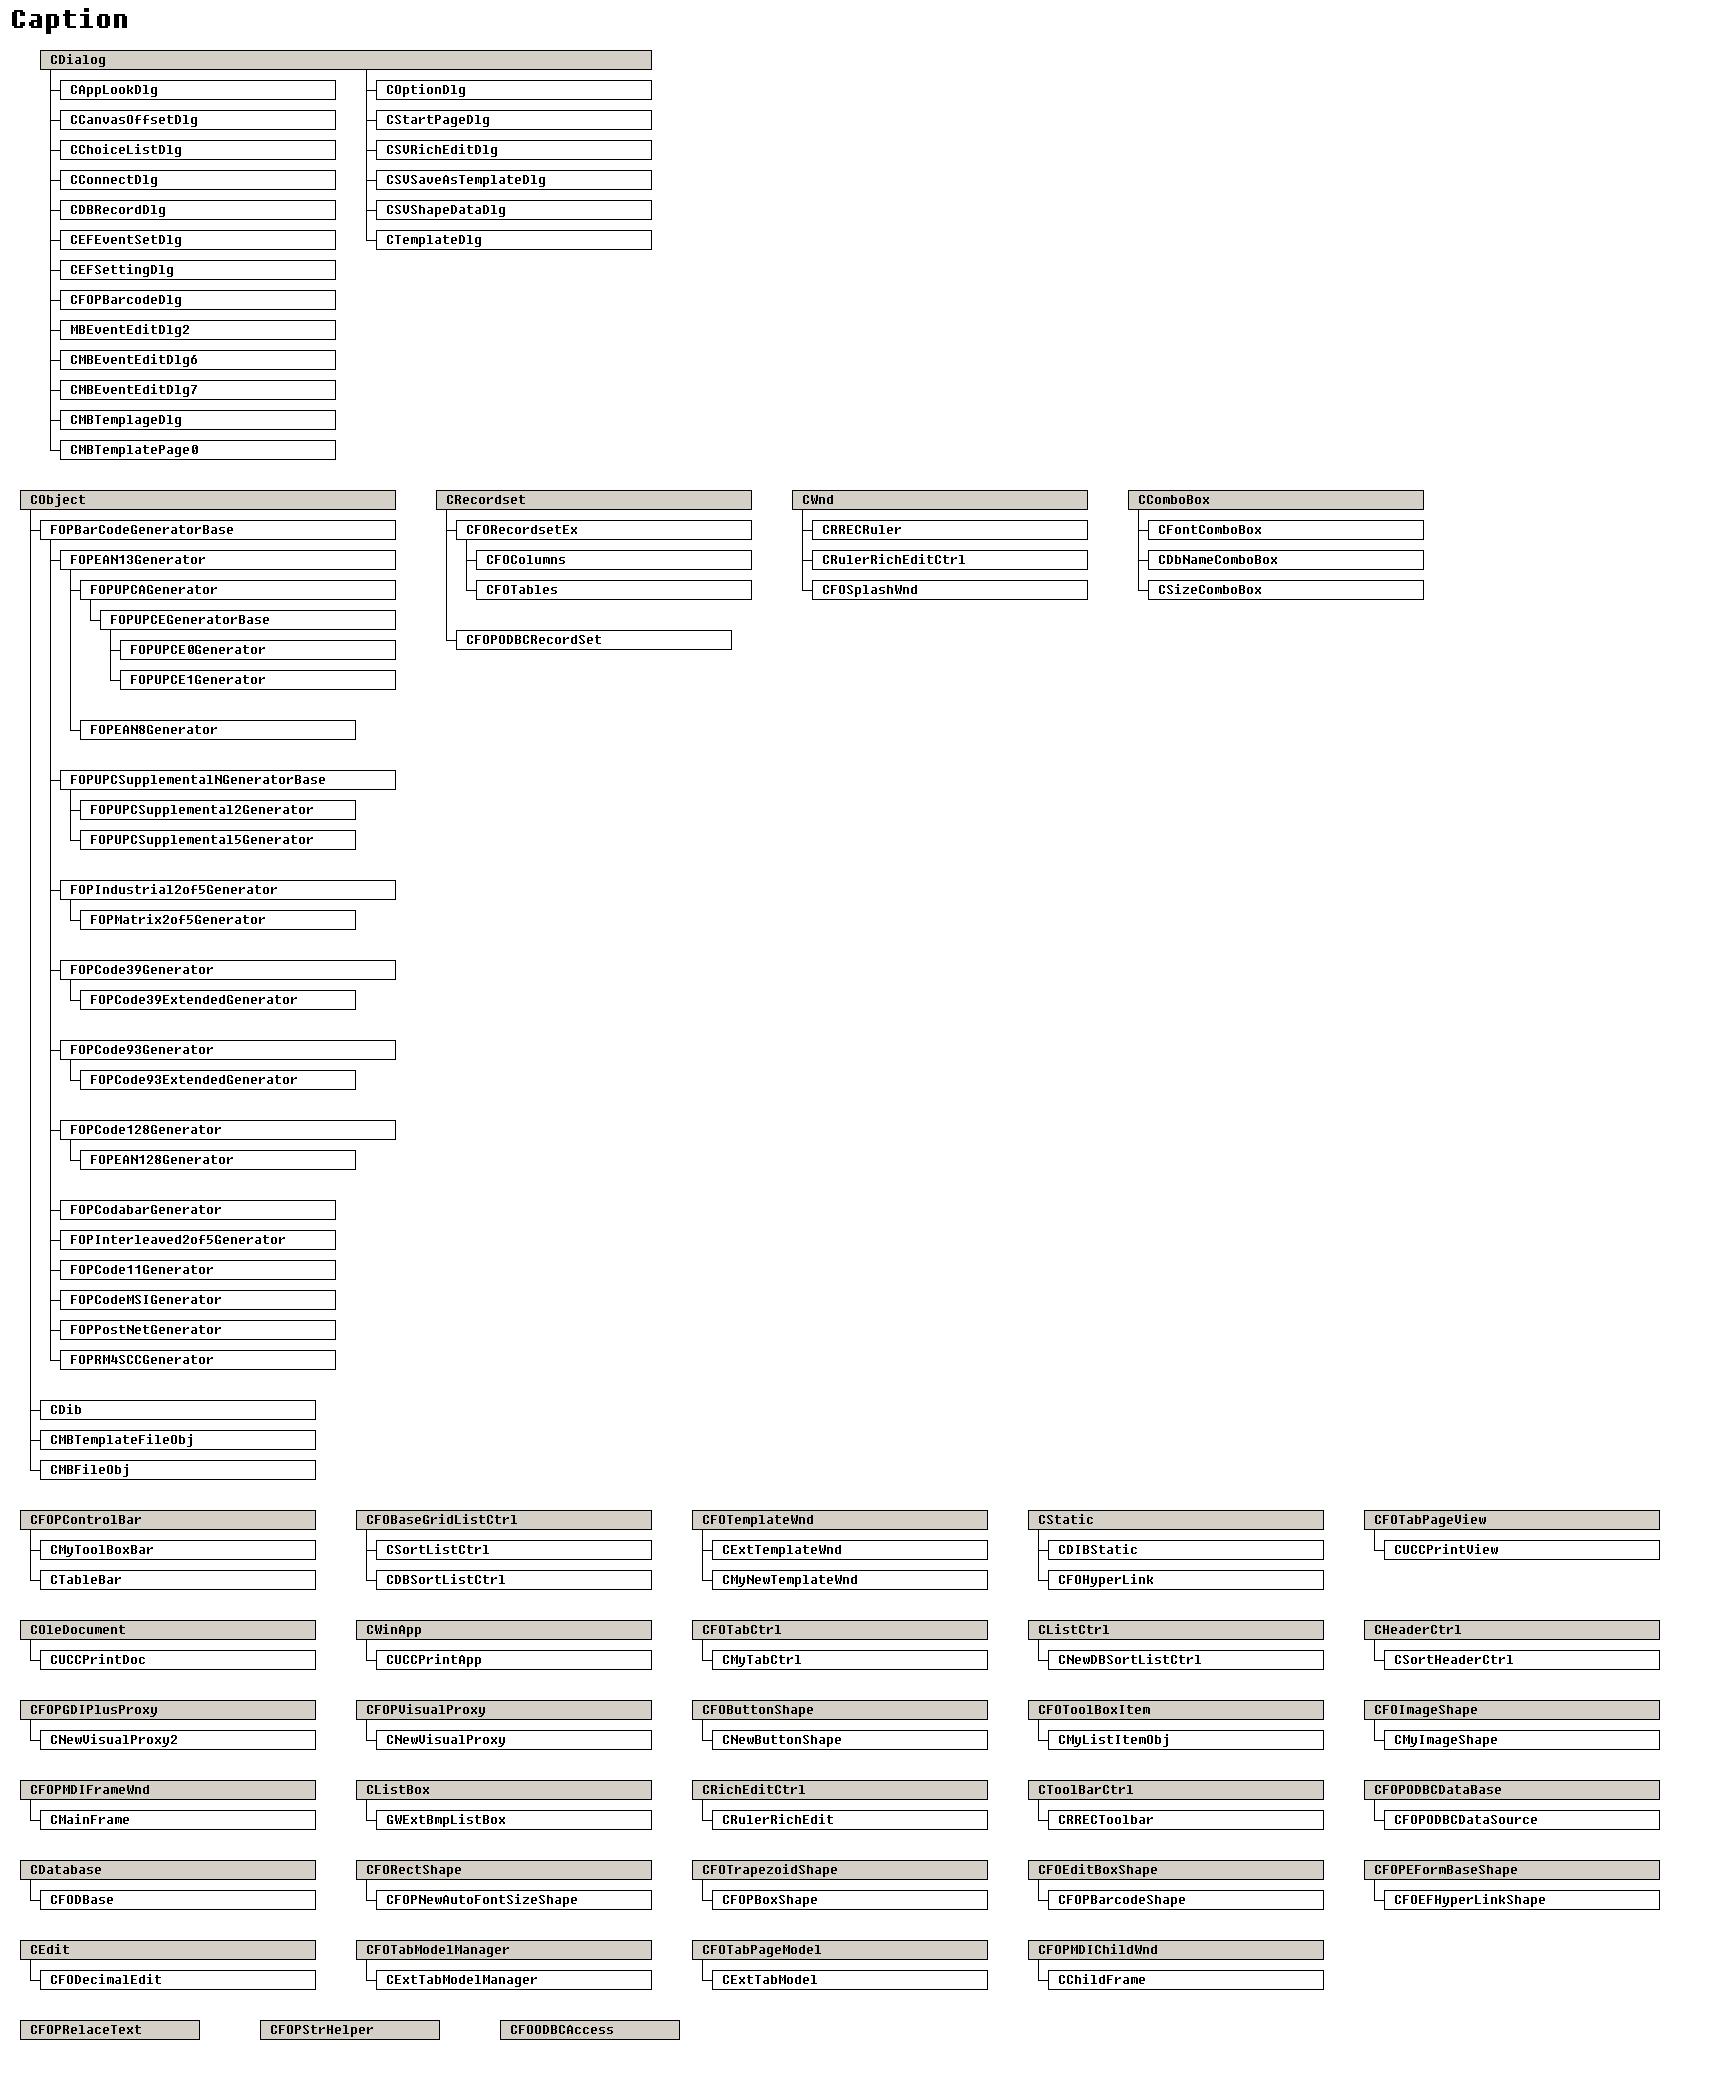 Caption
CDialog
CAppLookDlg
CCanvasOffsetDlg
CChoiceListDlg
CConnectDlg
CDBRecordDlg
CEFEventSetDlg
CEFSettingDlg
CFOPBarcodeDlg
MBEventEditDlg2
CMBEventEditDlg6
CMBEventEditDlg7
CMBTemplageDlg
CMBTemplatePage0
COptionDlg
CStartPageDlg
CSVRichEditDlg
CSVSaveAsTemplateDlg
CSVShapeDataDlg
CTemplateDlg
CObject
FOPBarCodeGeneratorBase
FOPEAN13Generator
FOPUPCAGenerator
FOPUPCEGeneratorBase
FOPUPCE0Generator
FOPUPCE1Generator
FOPEAN8Generator
FOPUPCSupplementalNGeneratorBase
FOPUPCSupplemental2Generator
FOPUPCSupplemental5Generator
FOPIndustrial2of5Generator
FOPMatrix2of5Generator
FOPCode39Generator
FOPCode39ExtendedGenerator
FOPCode93Generator
FOPCode93ExtendedGenerator
FOPCode128Generator
FOPEAN128Generator
FOPCodabarGenerator
FOPInterleaved2of5Generator
FOPCode11Generator
FOPCodeMSIGenerator
FOPPostNetGenerator
FOPRM4SCCGenerator
CDib
CMBTemplateFileObj
CMBFileObj
CRecordset
CFORecordsetEx
CFOColumns
CFOTables
CFOPODBCRecordSet
CWnd
CRRECRuler
CRulerRichEditCtrl
CFOSplashWnd
CComboBox
CFontComboBox
CDbNameComboBox
CSizeComboBox
CFOPControlBar
CMyToolBoxBar
CTableBar
CFOBaseGridListCtrl
CSortListCtrl
CDBSortListCtrl
CFOTemplateWnd
CExtTemplateWnd
CMyNewTemplateWnd
CStatic
CDIBStatic
CFOHyperLink
CFOTabPageView
CUCCPrintView
COleDocument
CUCCPrintDoc
CWinApp
CUCCPrintApp
CFOTabCtrl
CMyTabCtrl
CListCtrl
CNewDBSortListCtrl
CHeaderCtrl
CSortHeaderCtrl
CFOPGDIPlusProxy
CNewVisualProxy2
CFOPVisualProxy
CNewVisualProxy
CFOButtonShape
CNewButtonShape
CFOToolBoxItem
CMyListItemObj
CFOImageShape
CMyImageShape
CFOPMDIFrameWnd
CMainFrame
CListBox
GWExtBmpListBox
CRichEditCtrl
CRulerRichEdit
CToolBarCtrl
CRRECToolbar
CFOPODBCDataBase
CFOPODBCDataSource
CDatabase
CFODBase
CFORectShape
CFOPNewAutoFontSizeShape
CFOTrapezoidShape
CFOPBoxShape
CFOEditBoxShape
CFOPBarcodeShape
CFOPEFormBaseShape
CFOEFHyperLinkShape
CEdit
CFODecimalEdit
CFOTabModelManager
CExtTabModelManager
CFOTabPageModel
CExtTabModel
CFOPMDIChildWnd
CChildFrame
CFOPRelaceText
CFOPStrHelper
CFOODBCAccess